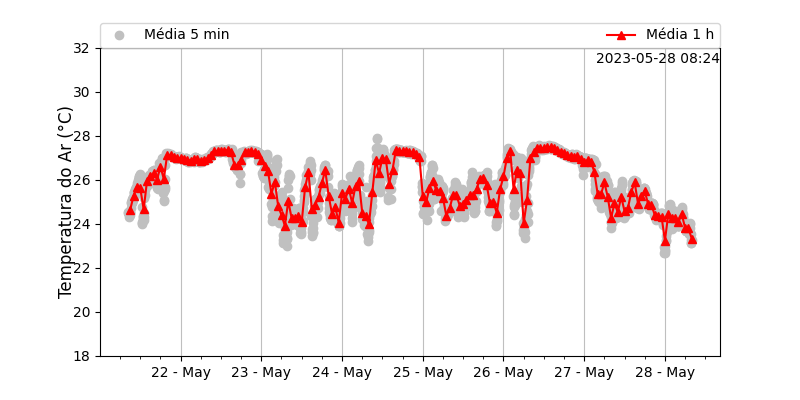 Média 5 min
Média 1 h
2023-05-28 08:24
Temperatura do Ar (°C)
32
30
28
26
24
22
20
18
22 - May
23 - May
24 - May
25 - May
26 - May
27 - May
28 - May